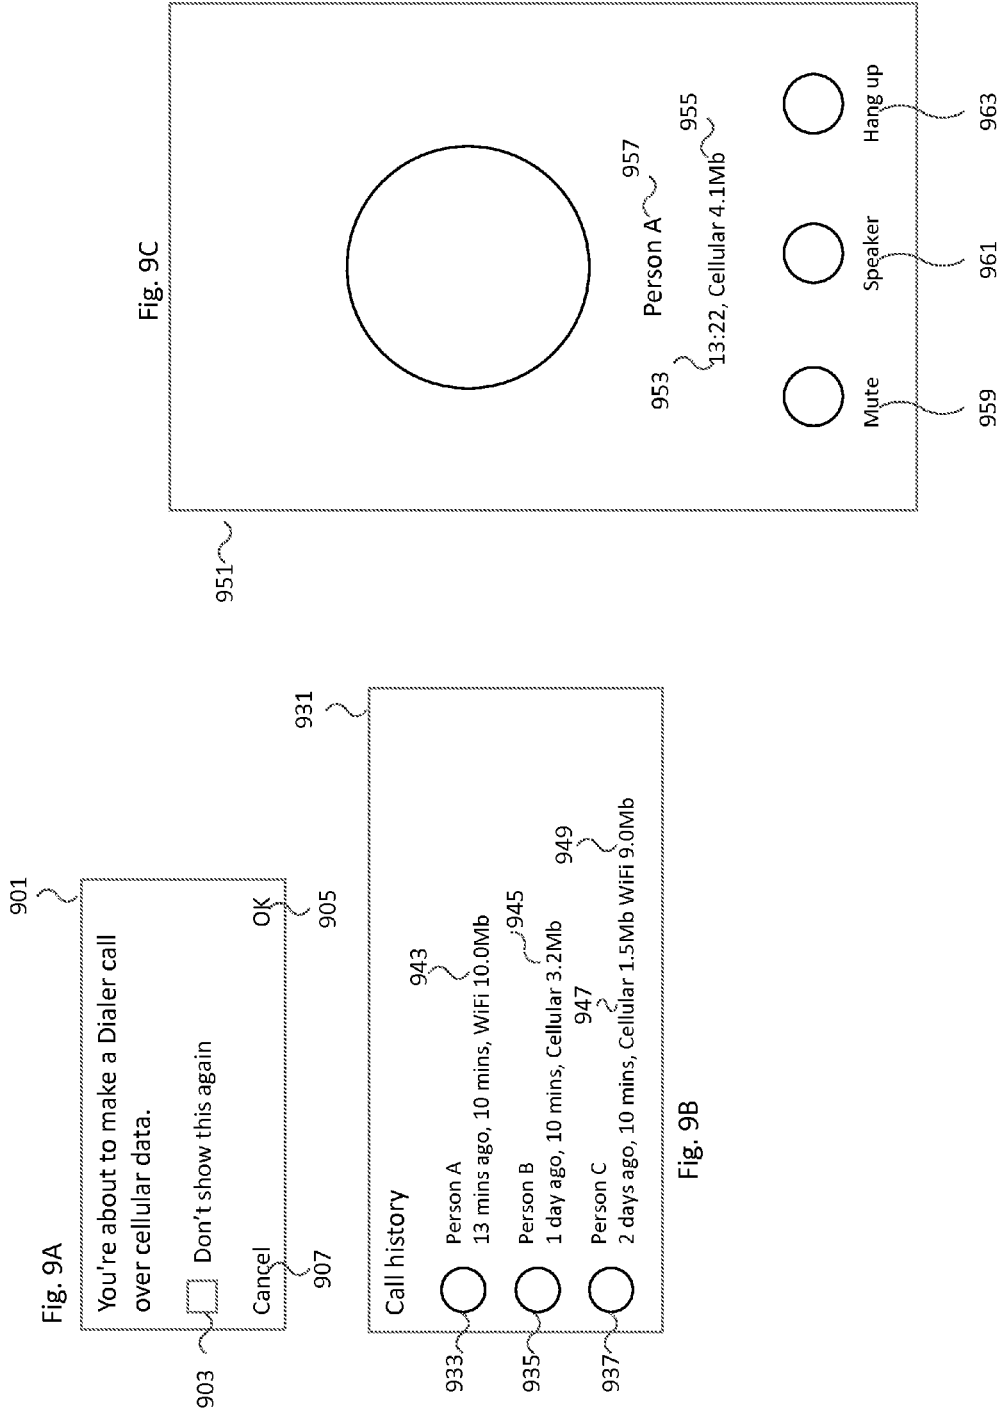 Fig. 9A
901
You're about to make a Dialer call
over cellular data.
Don't show this again
903
Cancel
OK
907
905
931
Call history
933
Person A
13 mins ago, 10 mins, WiFi 10.0Mb
943
935
Person B
1 day ago, 10 mins, Cellular 3.2Mb
945
937
Person C
2 days ago, 10 mins, Cellular 1.5Mb WiFi 9.0Mb
947
949
Fig. 9B
Fig. 9C
951
Person A
957
953
13:22, Cellular 4.1Mb
955
Mute
Speaker
Hang up
959
961
963